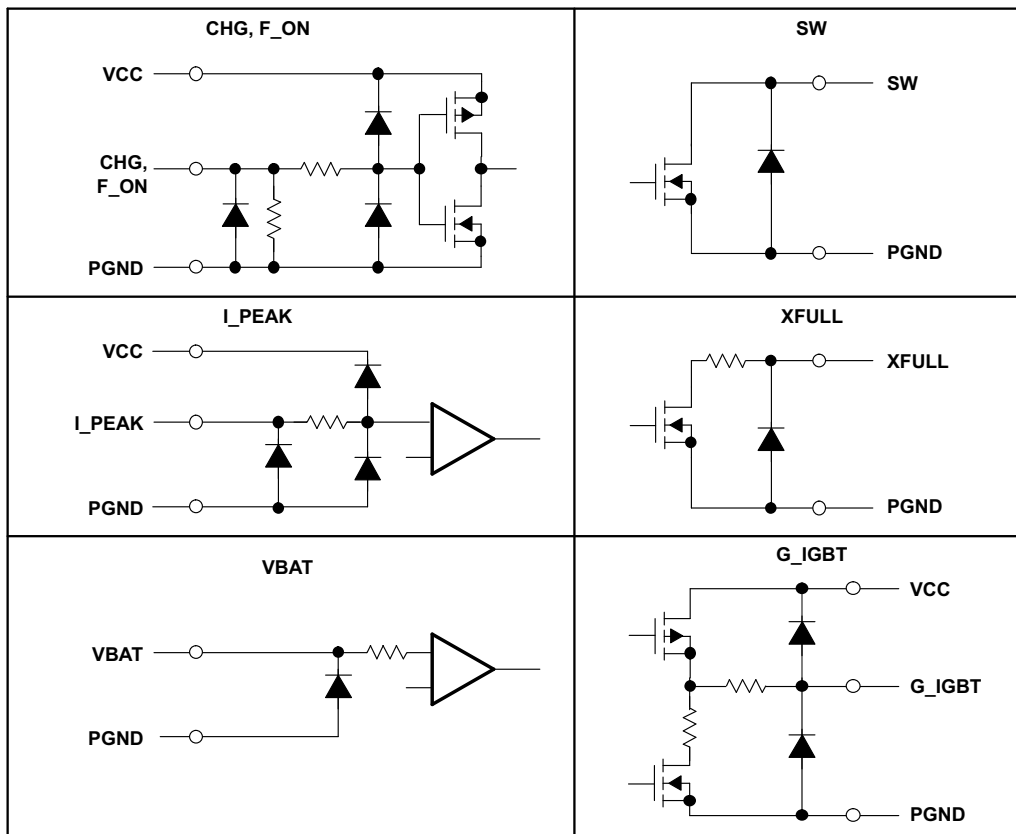 CHG, F_ON
VCC
CHG,
F_ON
PGND
SW
SW
PGND
I_PEAK
VCC
I_PEAK
PGND
XFULL
XFULL
PGND
VBAT
VBAT
PGND
G_IGBT
VCC
G_IGBT
PGND